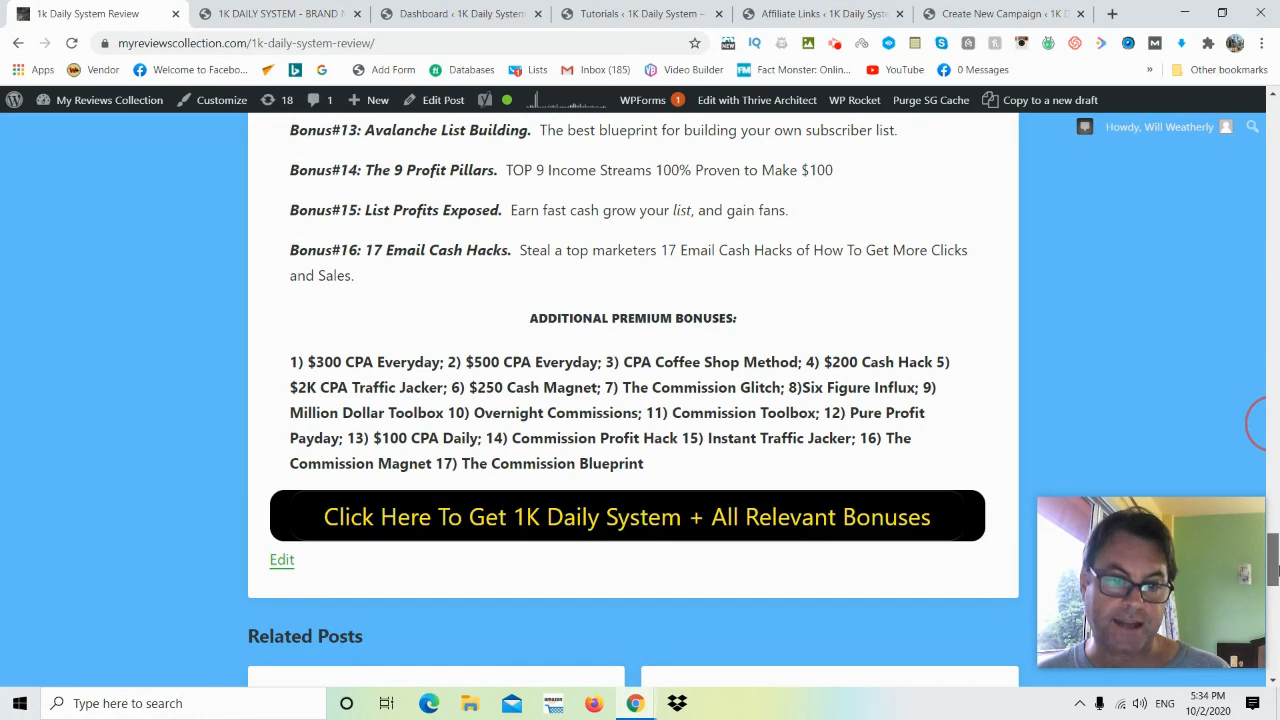 1k Daily System Review
1K DAILY SYSTEM - BRAND N
Dashboard ‹ 1K Daily System
Tutorials ‹ 1K Daily System –
Affiliate Links ‹ 1K Daily Syste
Create New Campaign ‹ 1K D
myreviewscollection.com/1k-daily-system-review/
Apps
Vendor
Welcome to Facebo...
Add Form
Databases
Lists
Inbox (185)
Video Builder
Fact Monster: Onlin...
YouTube
0 Messages
»
Other bookmarks
My Reviews Collection
Customize
18
1
New
Edit Post
WPForms 1
Edit with Thrive Architect
WP Rocket
Purge SG Cache
Copy to a new draft
Howdy, Will Weatherly
Bonus#13: Avalanche List Building. The best blueprint for building your own subscriber list.
Bonus#14: The 9 Profit Pillars. TOP 9 Income Streams 100% Proven to Make $100
Bonus#15: List Profits Exposed. Earn fast cash grow your list, and gain fans.
Bonus#16: 17 Email Cash Hacks. Steal a top marketers 17 Email Cash Hacks of How To Get More Clicks
and Sales.
ADDITIONAL PREMIUM BONUSES:
1) $300 CPA Everyday; 2) $500 CPA Everyday; 3) CPA Coffee Shop Method; 4) $200 Cash Hack 5)
$2K CPA Traffic Jacker; 6) $250 Cash Magnet; 7) The Commission Glitch; 8)Six Figure Influx; 9)
Million Dollar Toolbox 10) Overnight Commissions; 11) Commission Toolbox; 12) Pure Profit
Payday; 13) $100 CPA Daily; 14) Commission Profit Hack 15) Instant Traffic Jacker; 16) The
Commission Magnet 17) The Commission Blueprint
Click Here To Get 1K Daily System + All Relevant Bonuses
Edit
Related Posts
Type here to search
ENG
5:34 PM
10/2/2020